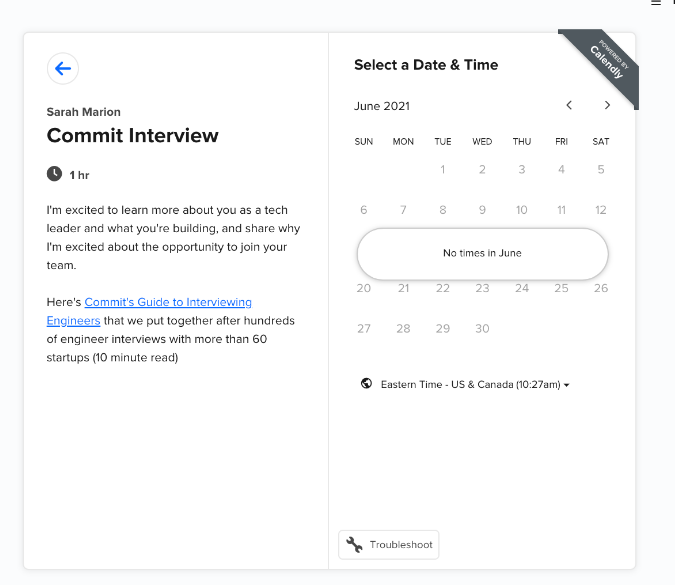 POWERED BY
Calendly
Select a Date & Time
Sarah Marion
Commit Interview
1 hr
I'm excited to learn more about you as a tech
leader and what you're building, and share why
I'm excited about the opportunity to join your
team.
Here's Commit's Guide to Interviewing
Engineers that we put together after hundreds
of engineer interviews with more than 60
startups (10 minute read)
June 2021
SUN MON TUE WED THU FRI SAT
1 2 3 4 5
6 7 8 9 10 11 12
No times in June
20 21 22 23 24 25 26
27 28 29 30
Eastern Time - US & Canada (10:27am)
Troubleshoot